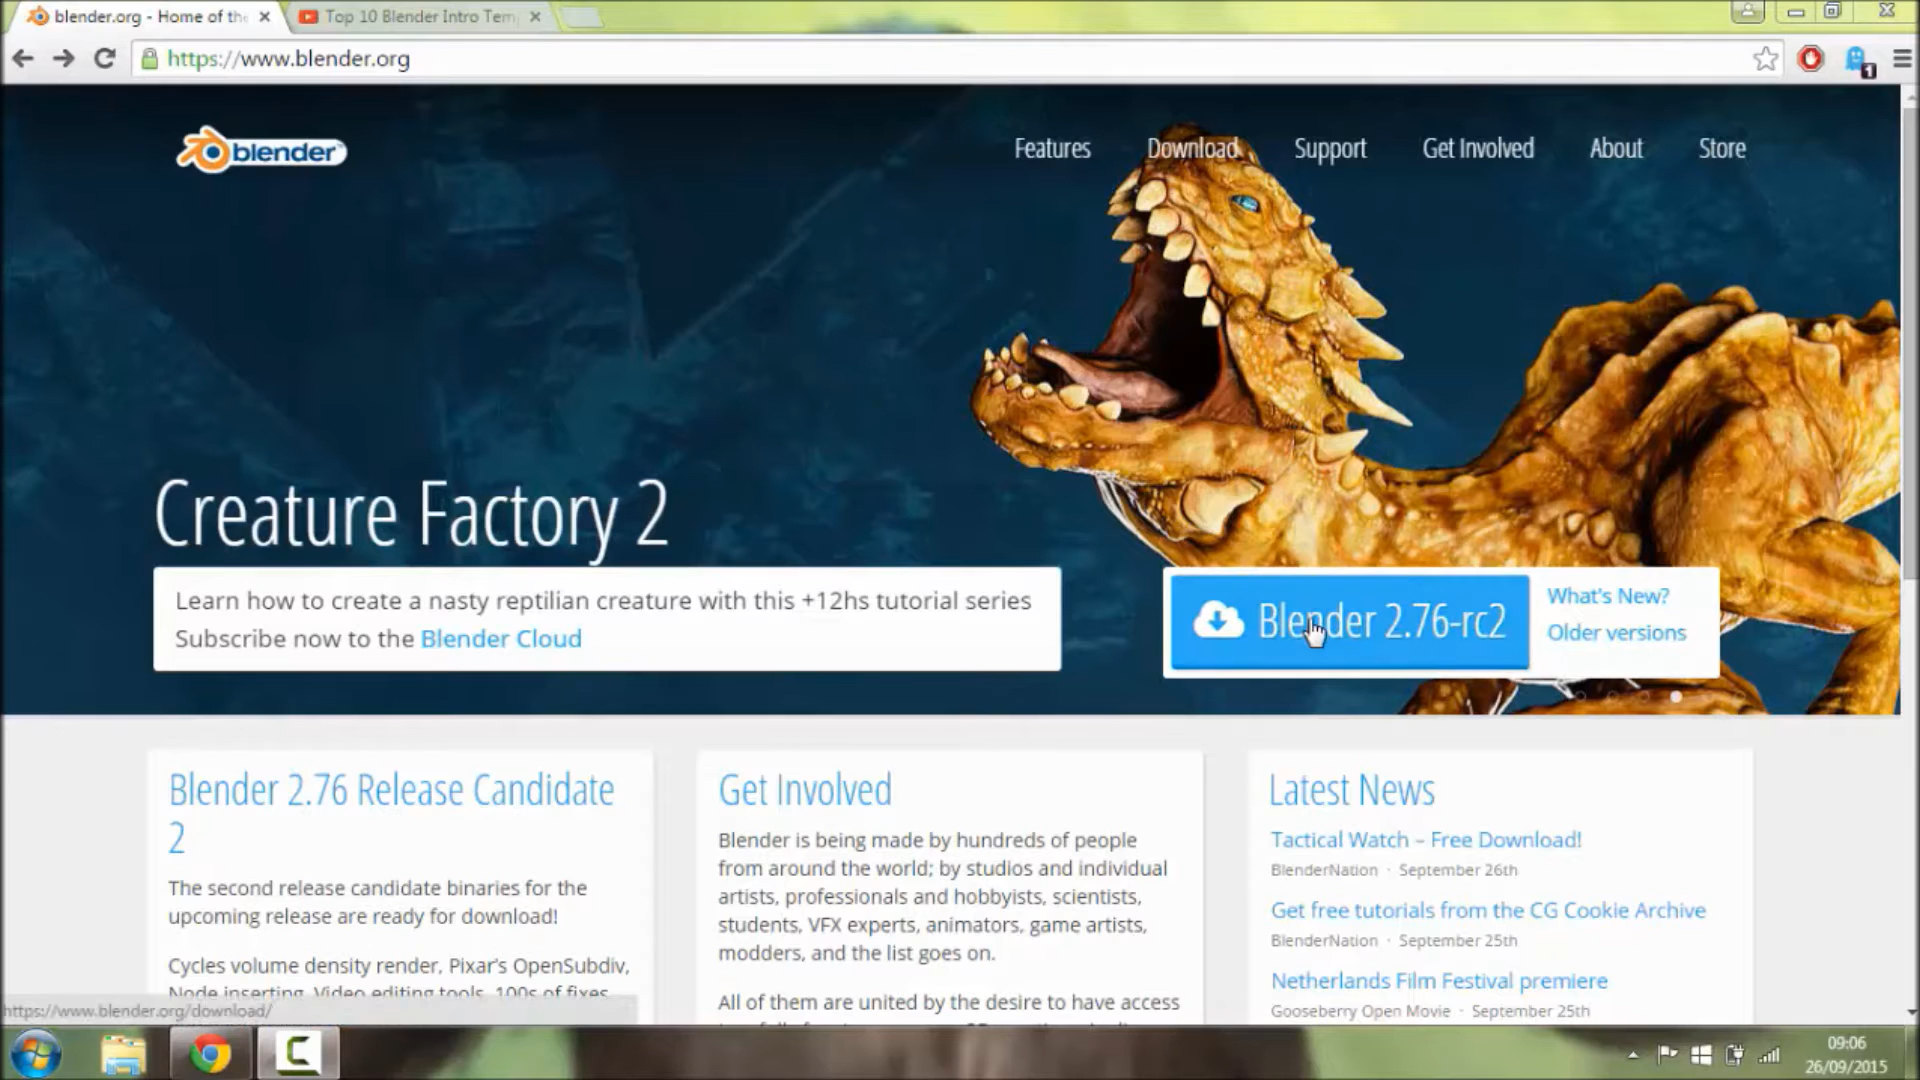 blender.org - Home of the
Top 10 Blender Intro Tem
https://www.blender.org
1
blender
Features
Download
Support
Get Involved
About
Store
Creature Factory 2
Learn how to create a nasty reptilian creature with this +12hs tutorial series
Subscribe now to the Blender Cloud
Blender 2.76-rc2
What's New?
Older versions
Blender 2.76 Release Candidate
2
The second release candidate binaries for the
upcoming release are ready for download!
Cycles volume density render, Pixar's OpenSubdiv,
Node inserting, Video editing tools, 100s of fixes
Get Involved
Blender is being made by hundreds of people
from around the world; by studios and individual
artists, professionals and hobbyists, scientists,
students, VFX experts, animators, game artists,
modders, and the list goes on.
All of them are united by the desire to have access
Latest News
Tactical Watch – Free Download!
BlenderNation · September 26th
Get free tutorials from the CG Cookie Archive
BlenderNation · September 25th
Netherlands Film Festival premiere
Gooseberry Open Movie · September 25th
https://www.blender.org/download/
09:06
26/09/2015